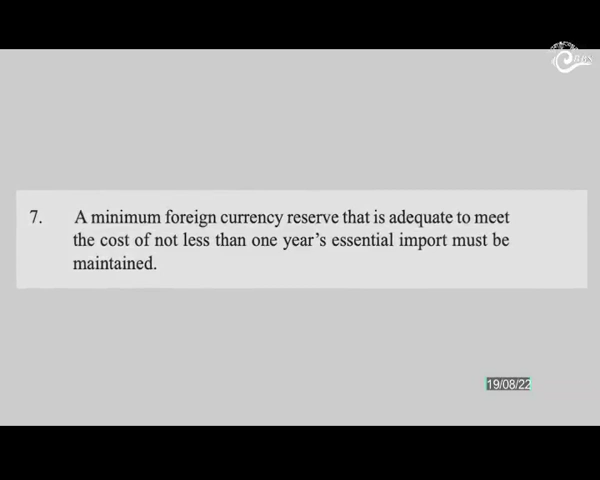 BBS
7. A minimum foreign currency reserve that is adequate to meet
the cost of not less than one year’s essential import must be
maintained.
19/08/22